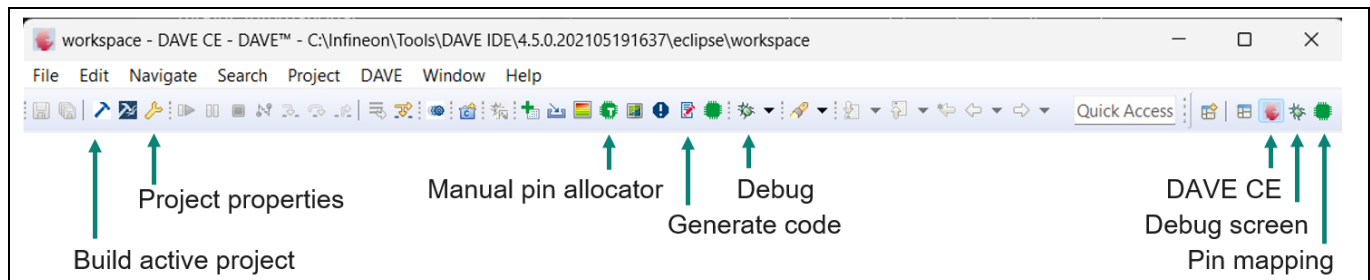 workspace - DAVE CE - DAVE™ - C:\Infineon\Tools\DAVE IDE\4.5.0.202105191637\eclipse\workspace
File Edit Navigate Search Project DAVE Window Help
Quick Access
Project properties
Manual pin allocator
Debug
DAVE CE
Generate code
Debug screen
Build active project
Pin mapping